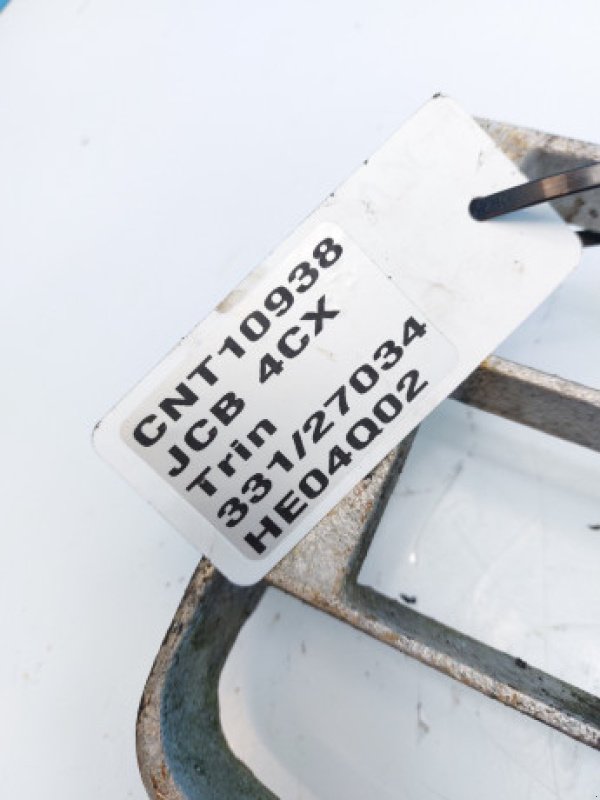 CNT10938
JCB 4CX
Trin
331/27034
HE04Q02